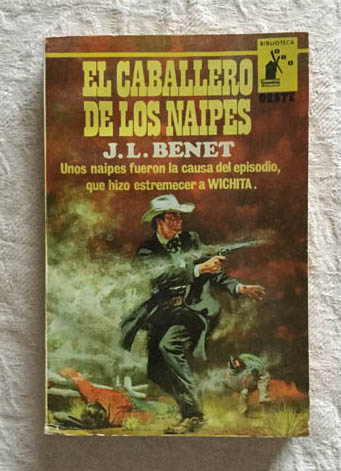 BIBLIOTECA
ORO
OESTE
EL CABALLERO
DE LOS NAIPES
J.L. BENET
Unos naipes fueron la causa del episodio,
que hizo estremecer a WICHITA.